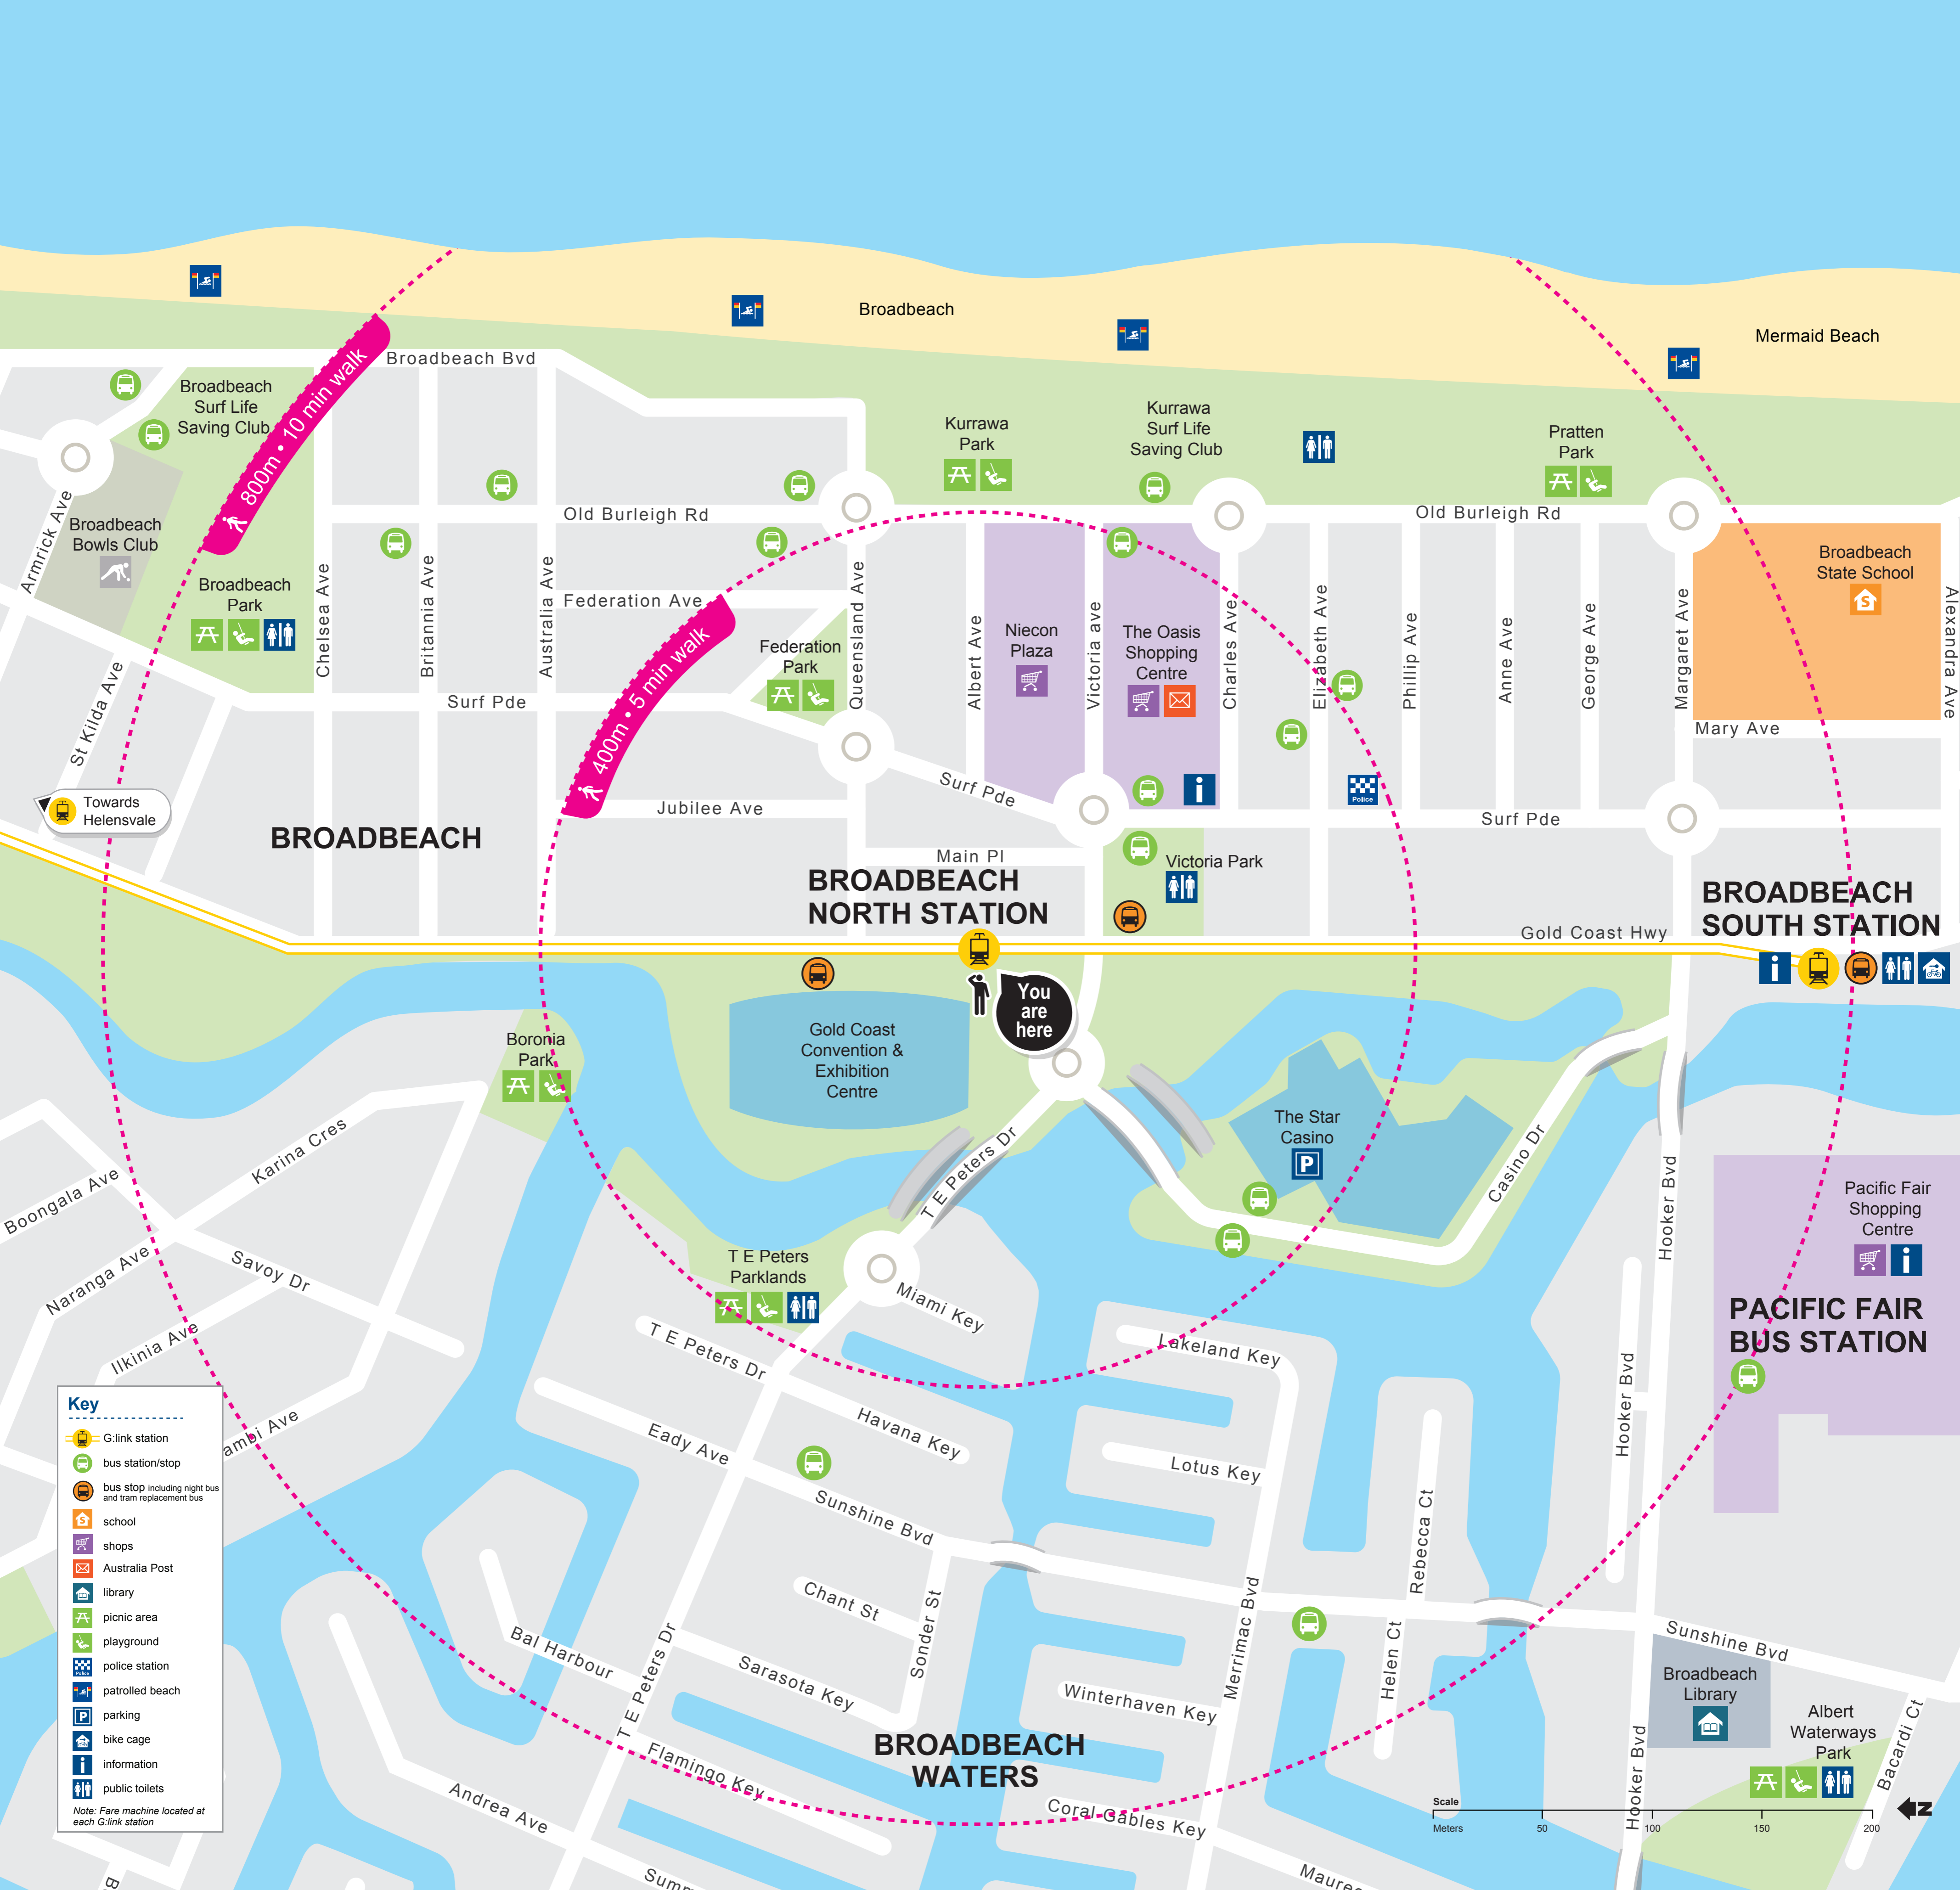 Broadbeach
Mermaid Beach
Broadbeach Bvd
800m • 10 min walk
Broadbeach
Surf Life
Saving Club
Kurrawa
Park
Kurrawa
Surf Life
Saving Club
Pratten
Park
Old Burleigh Rd
Old Burleigh Rd
Armrick Ave
Broadbeach
Bowls Club
Broadbeach
Park
Chelsea Ave
Britannia Ave
Australia Ave
Federation Ave
400m • 5 min walk
Federation
Park
Queensland Ave
Albert Ave
Niecon
Plaza
Victoria ave
The Oasis
Shopping
Centre
Charles Ave
Elizabeth Ave
Phillip Ave
Anne Ave
George Ave
Margaret Ave
Broadbeach
State School
S
Alexandra Ave
Mary Ave
St Kilda Ave
Surf Pde
Surf Pde
Surf Pde
Police
Towards
Helensvale
Jubilee Ave
BROADBEACH
Main Pl
Victoria Park
BROADBEACH
NORTH STATION
BROADBEACH
SOUTH STATION
Gold Coast Hwy
i
i
You
are
here
Boronia
Park
Gold Coast
Convention &
Exhibition
Centre
The Star
Casino
P
Casino Dr
T E Peters Dr
Karina Cres
Boongala Ave
Naranga Ave
Savoy Dr
Ilkinia Ave
ambi Ave
T E Peters
Parklands
Miami Key
T E Peters Dr
Lakeland Key
Hooker Bvd
Hooker Bvd
Pacific Fair
Shopping
Centre
i
PACIFIC FAIR
BUS STATION
Havana Key
Eady Ave
Lotus Key
Sunshine Bvd
Rebecca Ct
Chant St
Sonder St
Merrimac Bvd
Helen Ct
Bal Harbour
T E Peters Dr
Sarasota Key
Winterhaven Key
Sunshine Bvd
Broadbeach
Library
Albert
Waterways
Park
Bacardi Ct
Hooker Bvd
BROADBEACH
WATERS
Flamingo Key
Coral Gables Key
Andrea Ave
Summ
Maure
B
Key
G:link station
bus station/stop
bus stop including night bus
and tram replacement bus
S
school
shops
Australia Post
library
picnic area
playground
Police
police station
patrolled beach
P
parking
bike cage
i
information
public toilets
Note: Fare machine located at
each G:link station
Scale
Meters 50 100 150 200
N